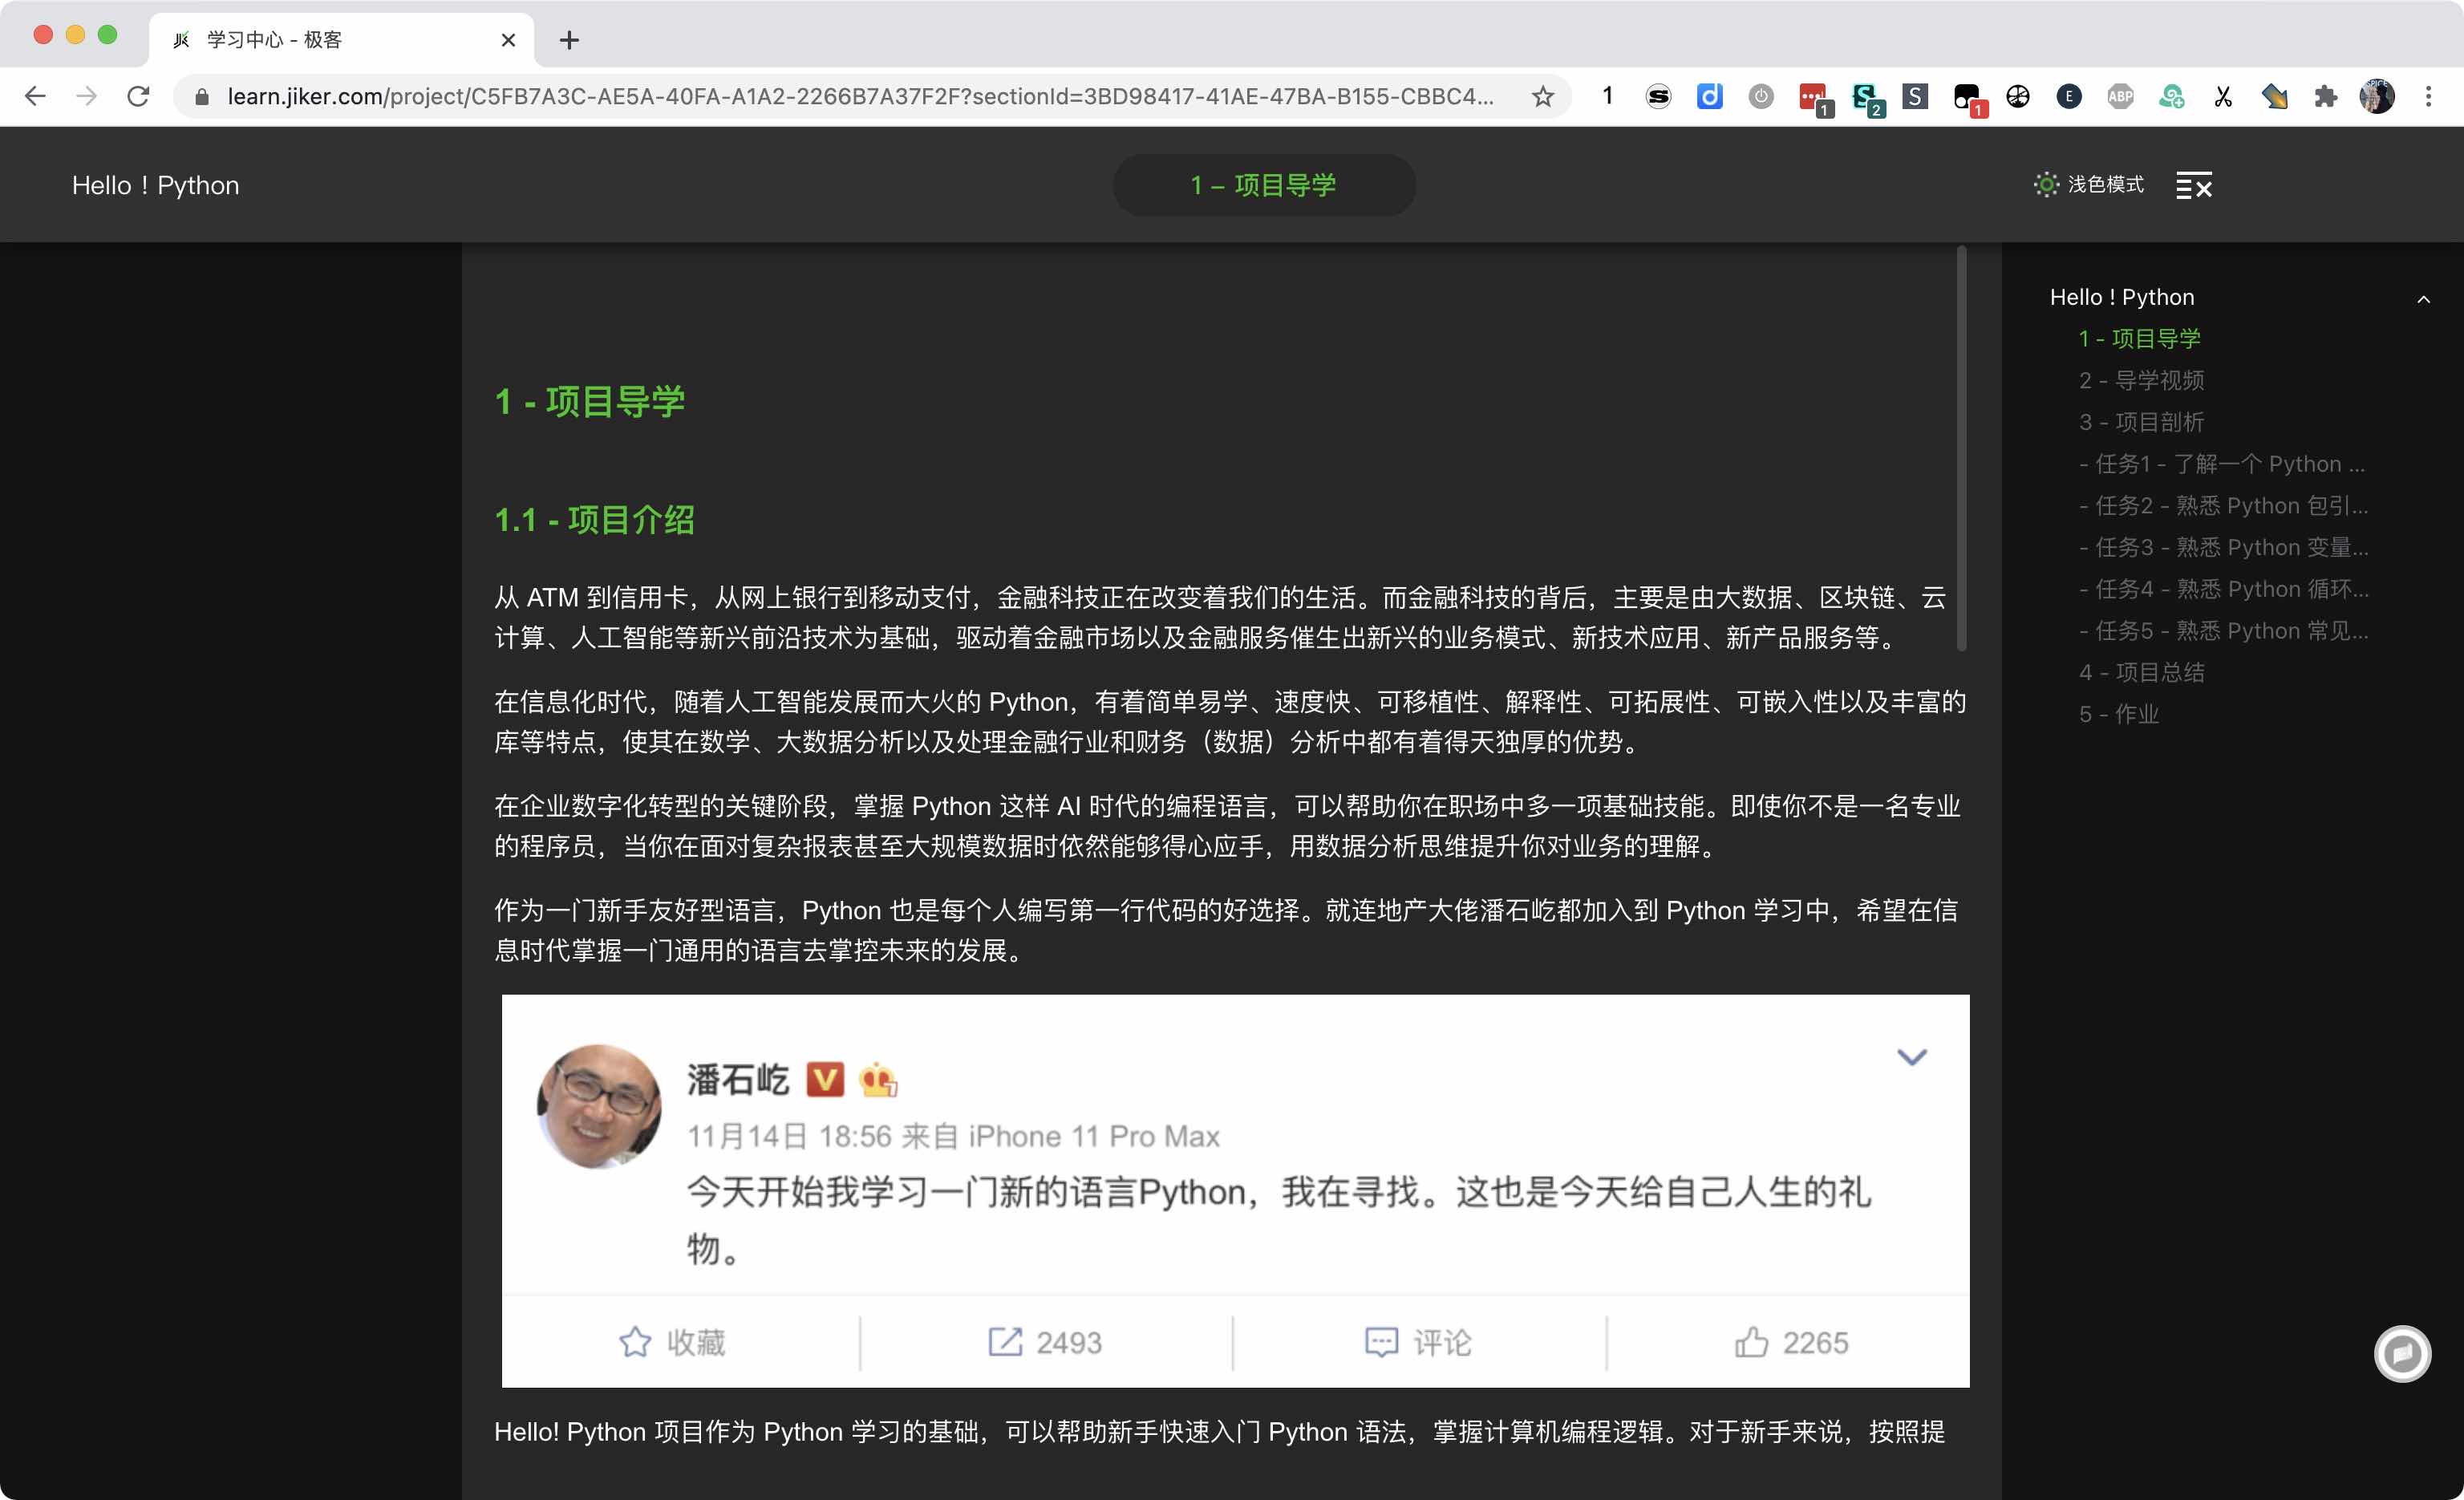 学习中心 - 极客
learn.jiker.com/project/C5FB7A3C-AE5A-40FA-A1A2-2266B7A37F2F?sectionId=3BD98417-41AE-47BA-B155-CBBC4...
1
1
2
S
1
E
ABP
Hello！Python
1 – 项目导学
浅色模式
1 - 项目导学
1.1 - 项目介绍
从 ATM 到信用卡，从网上银行到移动支付，金融科技正在改变着我们的生活。而金融科技的背后，主要是由大数据、区块链、云
计算、人工智能等新兴前沿技术为基础，驱动着金融市场以及金融服务催生出新兴的业务模式、新技术应用、新产品服务等。
在信息化时代，随着人工智能发展而大火的 Python，有着简单易学、速度快、可移植性、解释性、可拓展性、可嵌入性以及丰富的
库等特点，使其在数学、大数据分析以及处理金融行业和财务（数据）分析中都有着得天独厚的优势。
在企业数字化转型的关键阶段，掌握 Python 这样 AI 时代的编程语言，可以帮助你在职场中多一项基础技能。即使你不是一名专业
的程序员，当你在面对复杂报表甚至大规模数据时依然能够得心应手，用数据分析思维提升你对业务的理解。
作为一门新手友好型语言，Python 也是每个人编写第一行代码的好选择。就连地产大佬潘石屹都加入到 Python 学习中，希望在信
息时代掌握一门通用的语言去掌控未来的发展。
潘石屹 V 7
11月14日 18:56 来自 iPhone 11 Pro Max
今天开始我学习一门新的语言Python，我在寻找。这也是今天给自己人生的礼
物。
收藏 2493 评论 2265
Hello! Python 项目作为 Python 学习的基础，可以帮助新手快速入门 Python 语法，掌握计算机编程逻辑。对于新手来说，按照提
Hello！Python
1 - 项目导学
2 - 导学视频
3 - 项目剖析
- 任务1 - 了解一个 Python ...
- 任务2 - 熟悉 Python 包引...
- 任务3 - 熟悉 Python 变量...
- 任务4 - 熟悉 Python 循环...
- 任务5 - 熟悉 Python 常见...
4 - 项目总结
5 - 作业